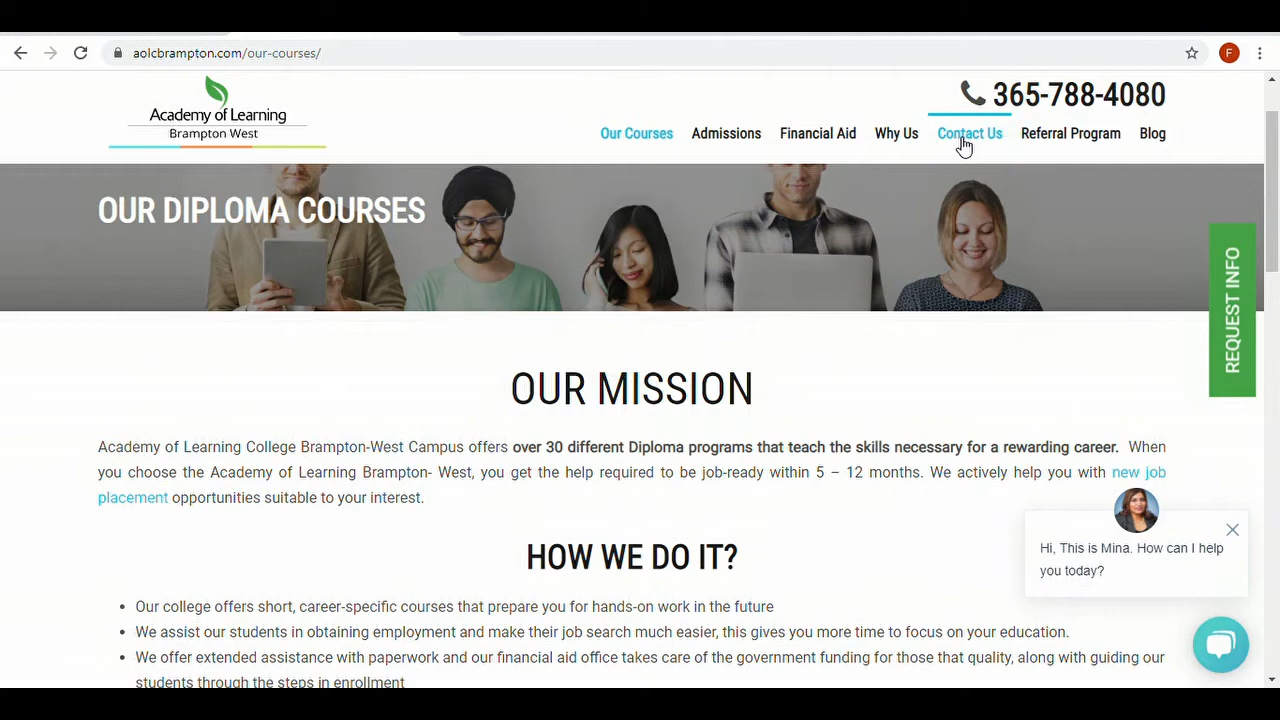 aolcbrampton.com/our-courses/
F
Academy of Learning
Brampton West
365-788-4080
Our Courses Admissions Financial Aid Why Us Contact Us Referral Program Blog
OUR DIPLOMA COURSES
REQUEST INFO
OUR MISSION
Academy of Learning College Brampton-West Campus offers over 30 different Diploma programs that teach the skills necessary for a rewarding career. When
you choose the Academy of Learning Brampton- West, you get the help required to be job-ready within 5 – 12 months. We actively help you with new job
placement opportunities suitable to your interest.
Hi, This is Mina. How can I help
you today?
HOW WE DO IT?
• Our college offers short, career-specific courses that prepare you for hands-on work in the future
• We assist our students in obtaining employment and make their job search much easier, this gives you more time to focus on your education.
• We offer extended assistance with paperwork and our financial aid office takes care of the government funding for those that quality, along with guiding our
students through the steps in enrollment